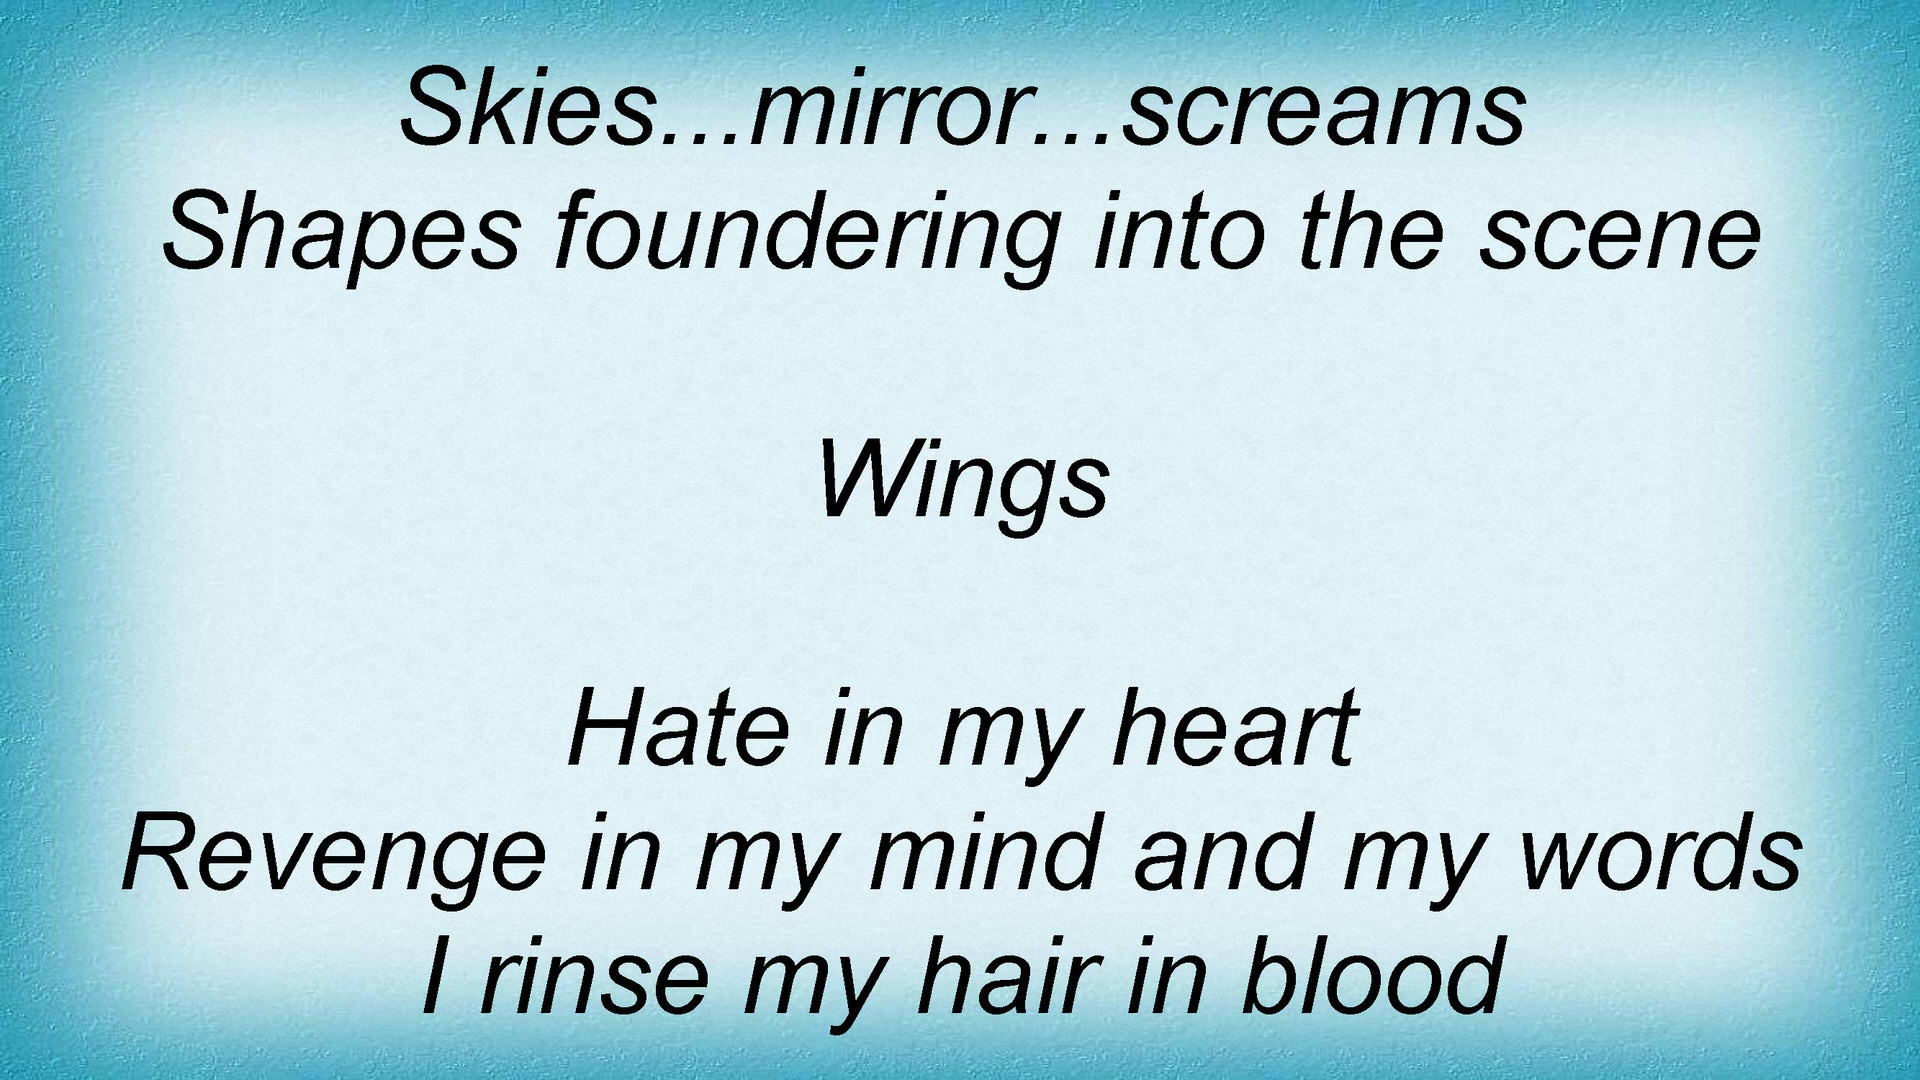 Skies...mirror...screams
Shapes foundering into the scene
Wings
Hate in my heart
Revenge in my mind and my words
I rinse my hair in blood